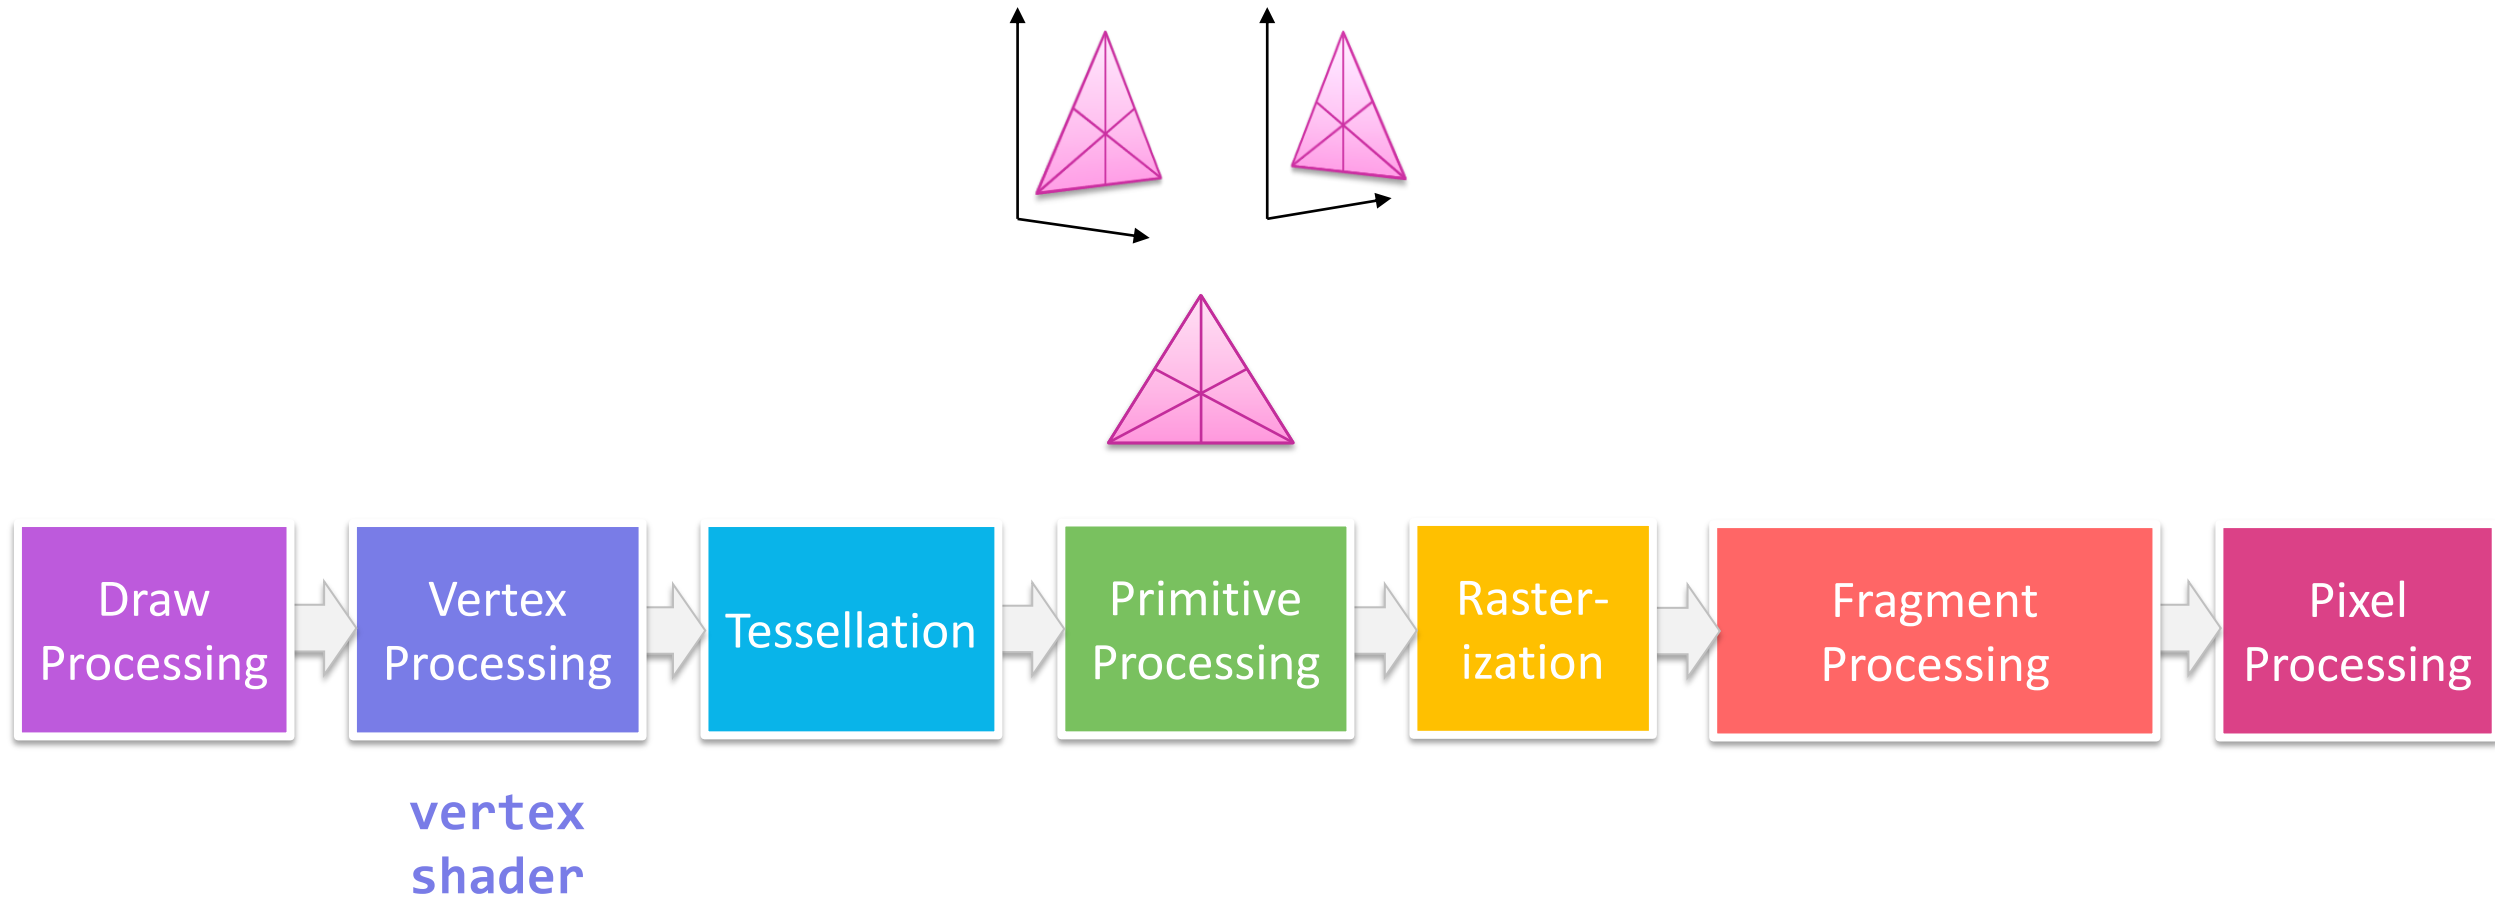 Draw
Processing
Vertex
Processing
Tessellation
Primitive
Processing
Raster-
ization
Fragment
Processing
Pixel
Processing
vertex
shader